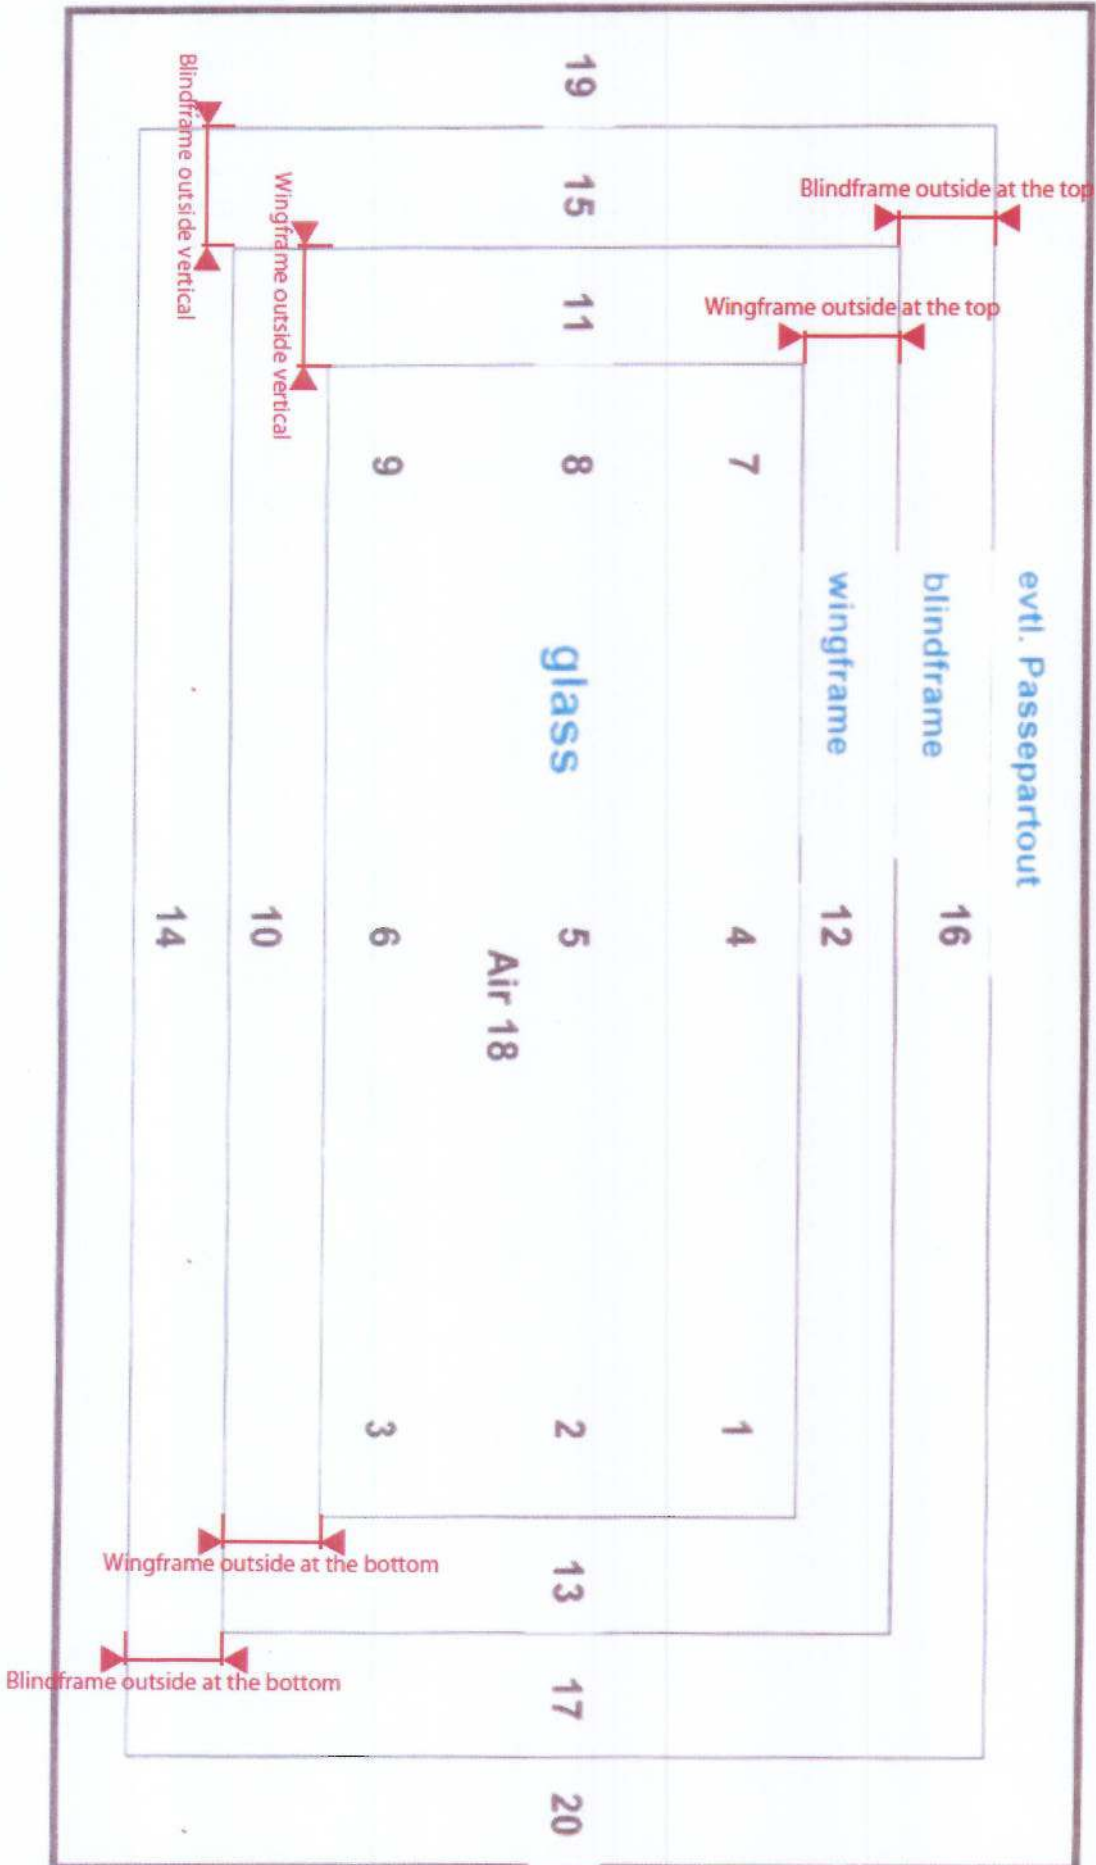 19
Blindframe outside vertical
15
Blindframe outside at the top
Wingframe outside vertical
11
Wingframe outside at the top
9
8
7
evtl. Passepartout
blindframe
wingframe
glass
14
10
6
5
4
12
16
Air 18
3
2
1
Wingframe outside at the bottom
13
Blindframe outside at the bottom
17
20